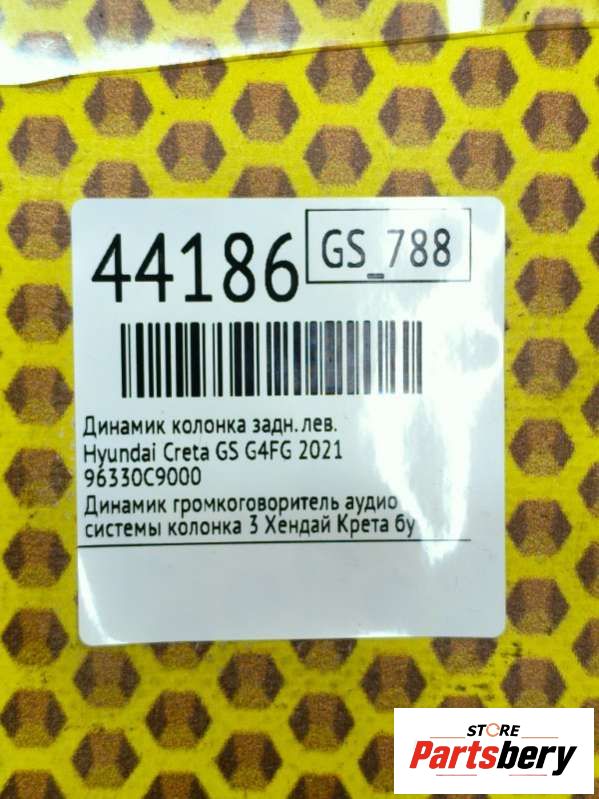 44186
GS_788
Динамик колонка задн. лев.
Hyundai Creta GS G4FG 2021
96330C9000
Динамик громкоговоритель аудио
системы колонка 3 Хендай Крета бу
STORE
Partsbery